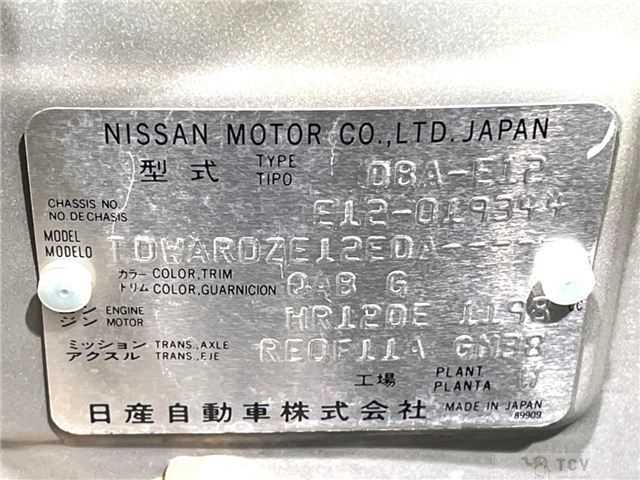 NISSAN MOTOR CO.,LTD. JAPAN
型式 TYPE TIPO DBA-E12
CHASSIS NO. NO. DE CHASIS E12-019344
MODEL MODELO
カラー COLOR, TRIM
トリム COLOR, GUARNICION
ENGINE
ジン MOTOR HR12DE 1198 cc
ミッション TRANS., AXLE
アクスル TRANS., EJE RE0F11A GN38
工場 PLANT PLANTA W
日産自動車株式会社 MADE IN JAPAN
89909
TCV